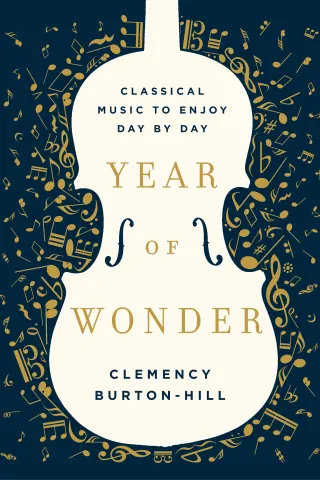 CLASSICAL
MUSIC TO ENJOY
DAY BY DAY
YEAR
OF
WONDER
CLEMENCY
BURTON-HILL